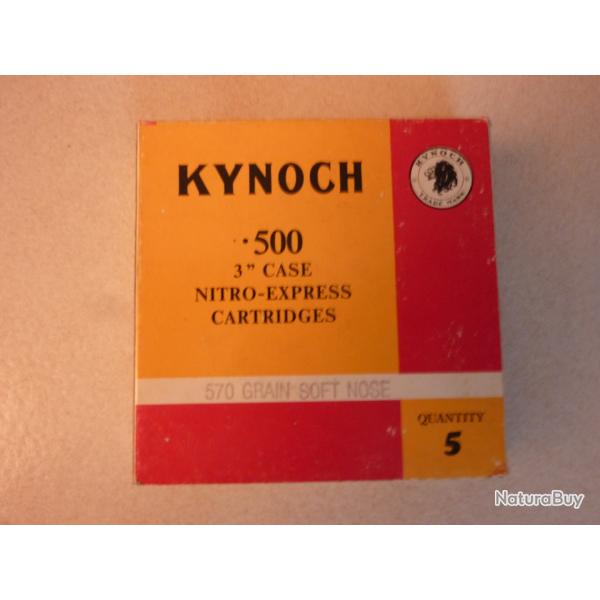 KYNOCH
KYNOCH
TRADE MARK
·500
3" CASE
NITRO-EXPRESS
CARTRIDGES
570 GRAIN SOFT NOSE
QUANTITY
5
NaturaBuy